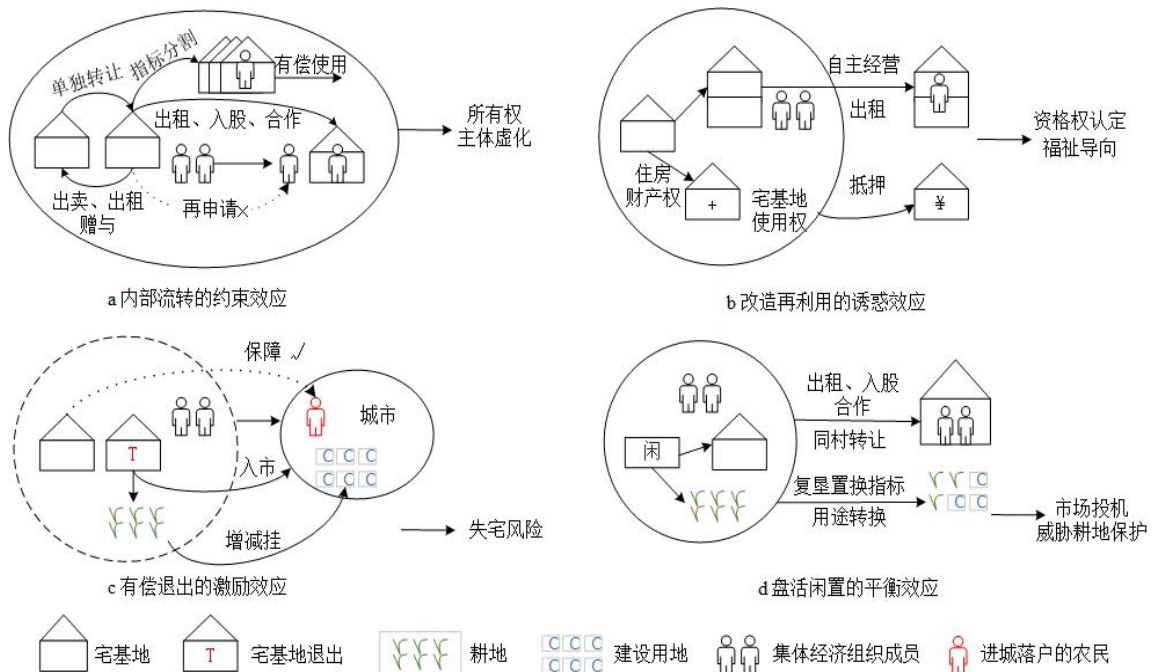 单独转让
指标分割
有偿使用
出租、入股、合作
出卖、出租
赠与
再申请×
所有权
主体虚化
a 内部流转的约束效应
自主经营
出租
住房
财产权
+
宅基地
使用权
抵押
¥
资格权认定
福祉导向
b 改造再利用的诱惑效应
保障 √
T
城市
C C C
C C C
入市
增减挂
失宅风险
c 有偿退出的激励效应
闲
出租、入股
合作
同村转让
复垦置换指标
用途转换
C
C C
市场投机
威胁耕地保护
d 盘活闲置的平衡效应
宅基地
T 宅基地退出
耕地
C C C
C C C
建设用地
集体经济组织成员
进城落户的农民